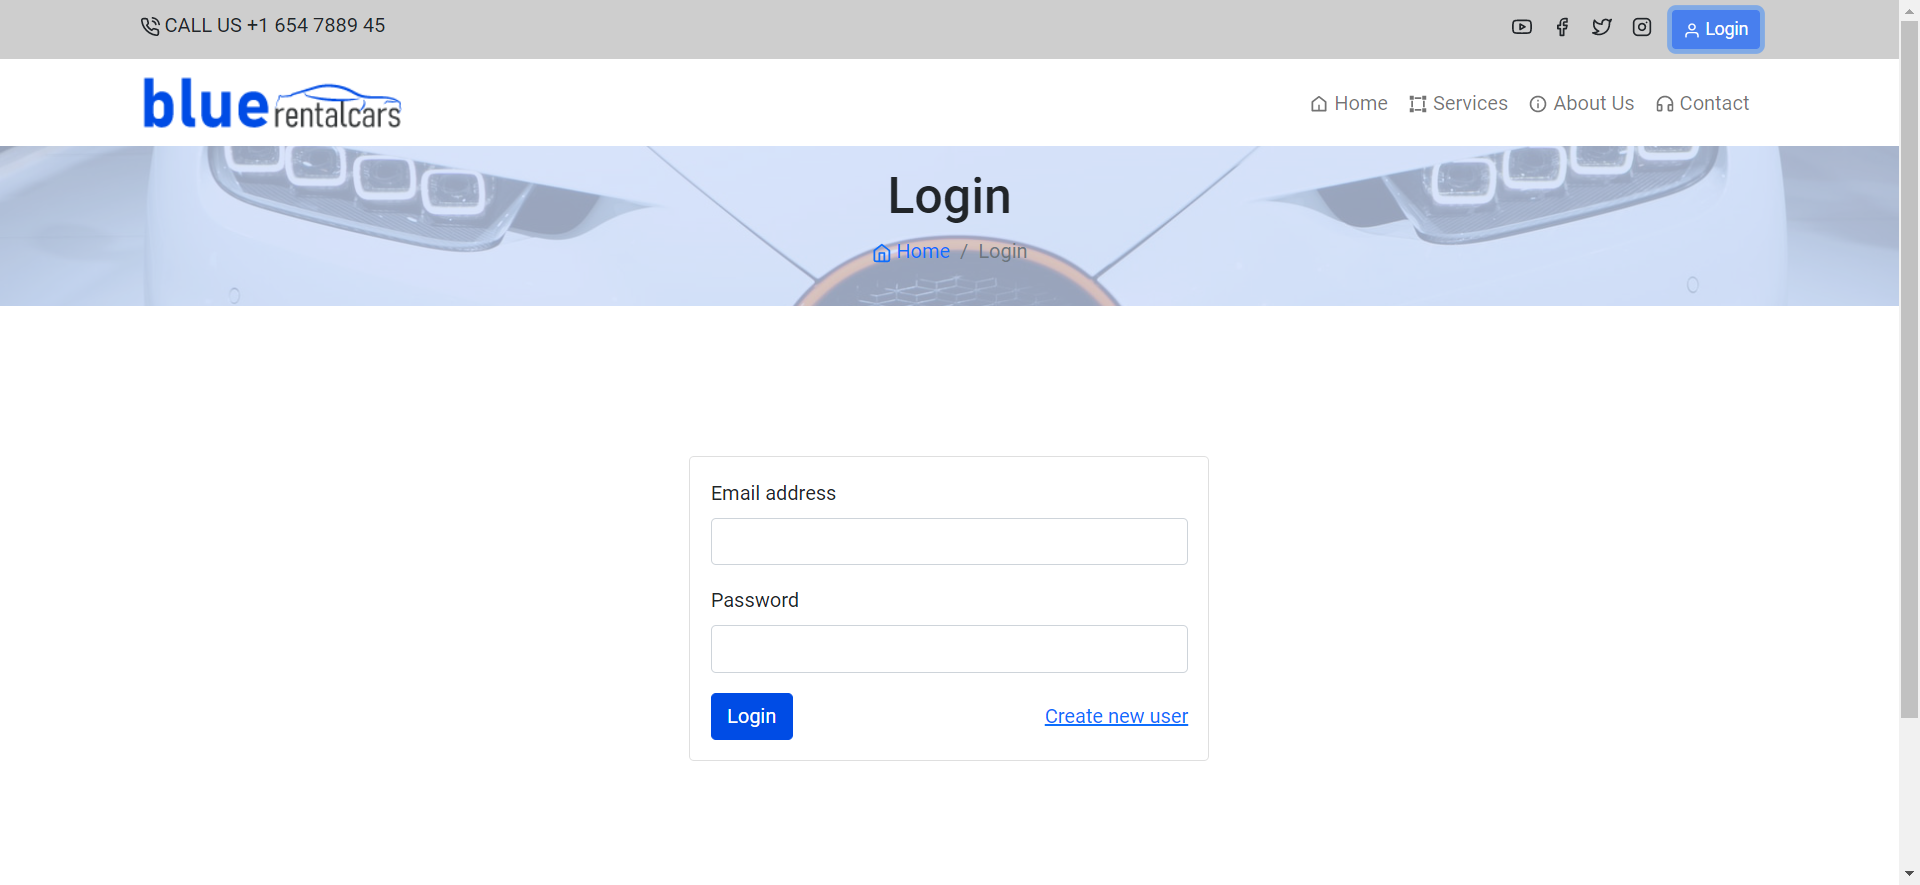 CALL US +1 654 7889 45
Login
blue rentalcars
Home Services About Us Contact
Login
Home / Login
Email address
Password
Login Create new user